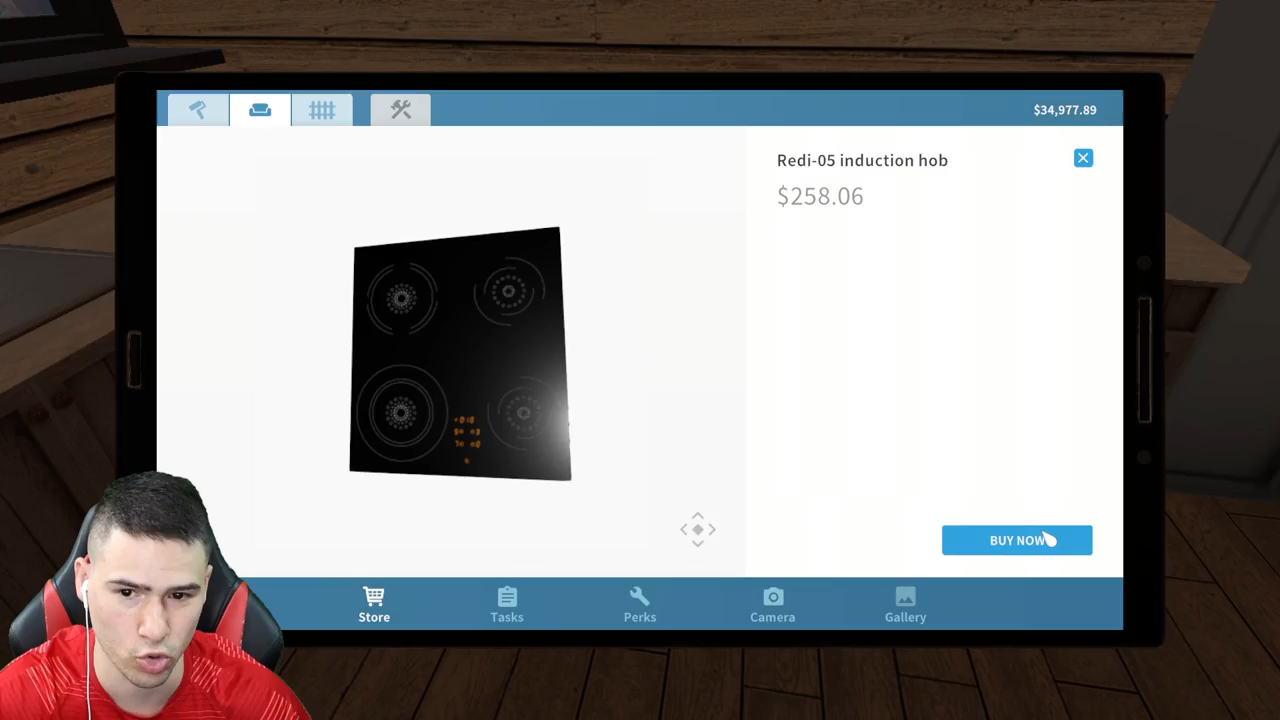 $34,977.89
Redi-05 induction hob
$258.06
BUY NOW
Store
Tasks
Perks
Camera
Gallery